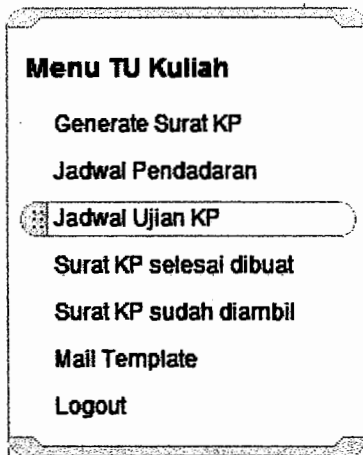 Menu TU Kuliah
Generate Surat KP
Jadwal Pendadaran
Jadwal Ujian KP
Surat KP selesai dibuat
Surat KP sudah diambil
Mail Template
Logout